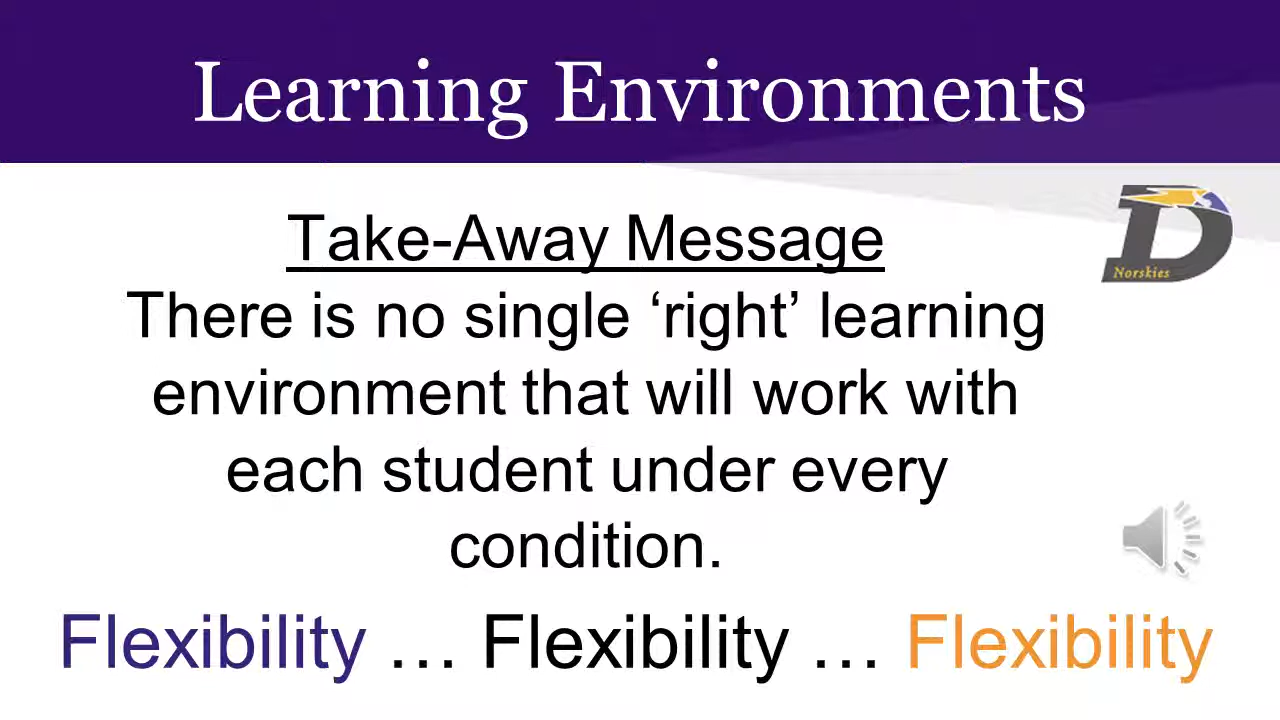 Learning Environments
Take-Away Message
There is no single ‘right’ learning
environment that will work with
each student under every
condition.
Flexibility … Flexibility … Flexibility
D
Norskies